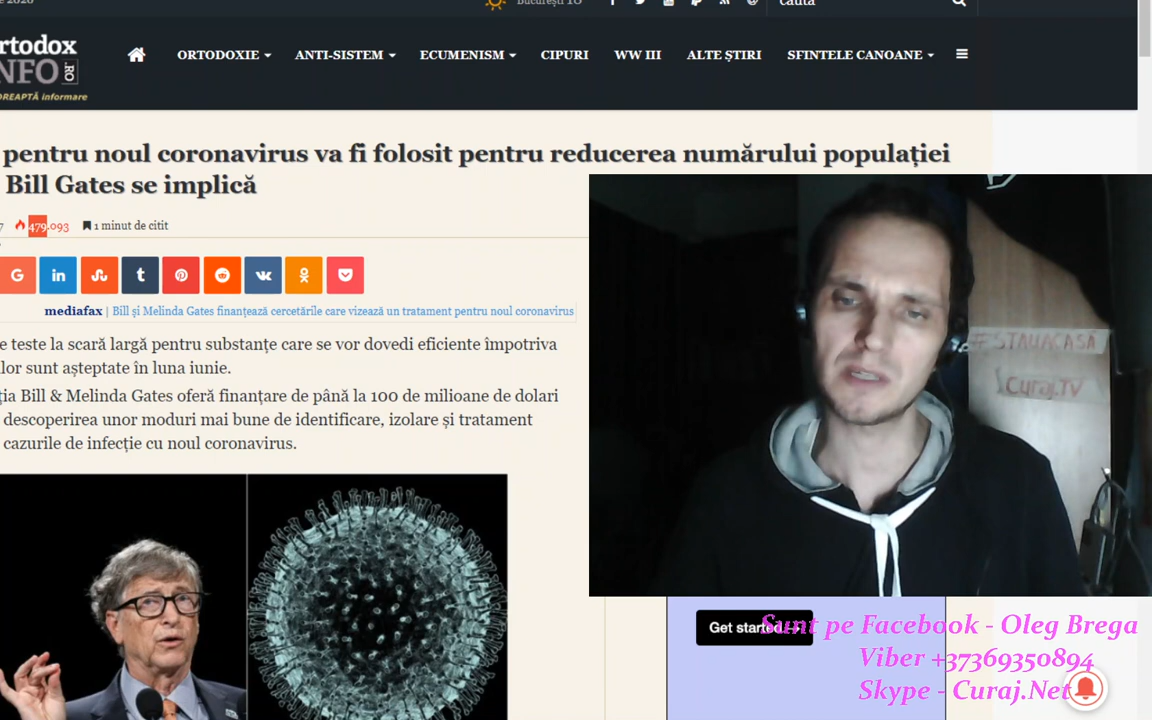 București 18
caută
rtodox
NFO .RO
DREAPTĂ informare
ORTODOXIE ANTI-SISTEM ECUMENISM CIPURI WW III ALTE ȘTIRI SFINTELE CANOANE
pentru noul coronavirus va fi folosit pentru reducerea numărului populației
Bill Gates se implică
7 479.093 1 minut de citit
G in t
mediafax | Bill și Melinda Gates finanțează cercetările care vizează un tratament pentru noul coronavirus
e teste la scară largă pentru substanțe care se vor dovedi eficiente împotriva
ilor sunt așteptate în luna iunie.
ția Bill & Melinda Gates oferă finanțare de până la 100 de milioane de dolari
descoperirea unor moduri mai bune de identificare, izolare și tratament
cazurile de infecție cu noul coronavirus.
#STAUACASĂ
Curaj.TV
Get started
Sunt pe Facebook - Oleg Brega
Viber +37369350894
Skype - Curaj.Net